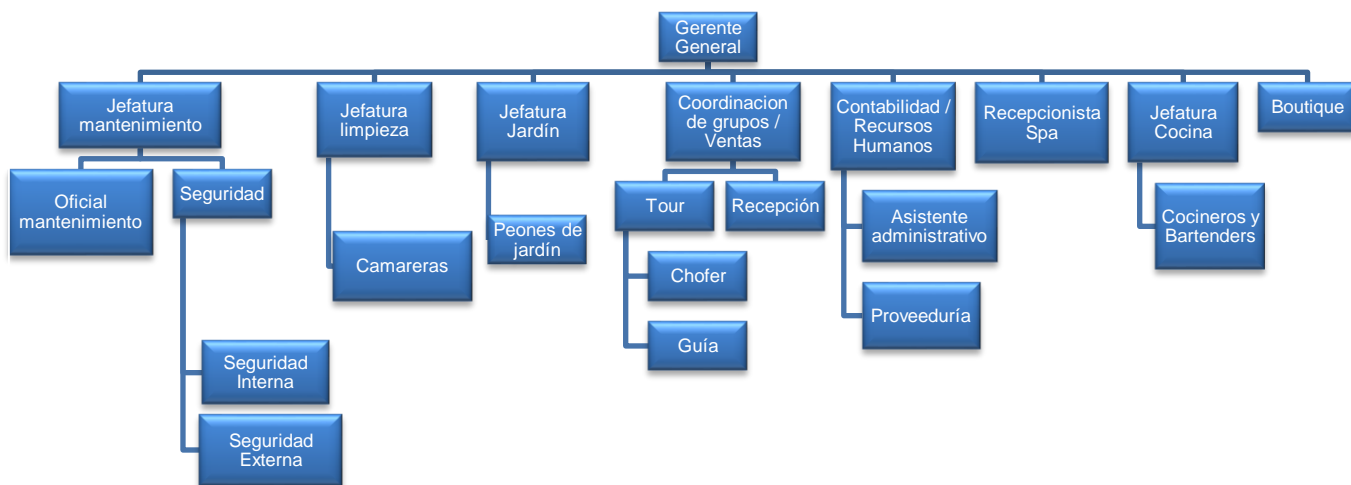 Gerente
General
Jefatura
mantenimiento
Jefatura
limpieza
Jefatura
Jardín
Coordinacion
de grupos /
Ventas
Contabilidad /
Recursos
Humanos
Recepcionista
Spa
Jefatura
Cocina
Boutique
Oficial
mantenimiento
Seguridad
Camareras
Peones de
jardín
Tour
Recepción
Asistente
administrativo
Cocineros y
Bartenders
Chofer
Proveeduría
Guía
Seguridad
Interna
Seguridad
Externa